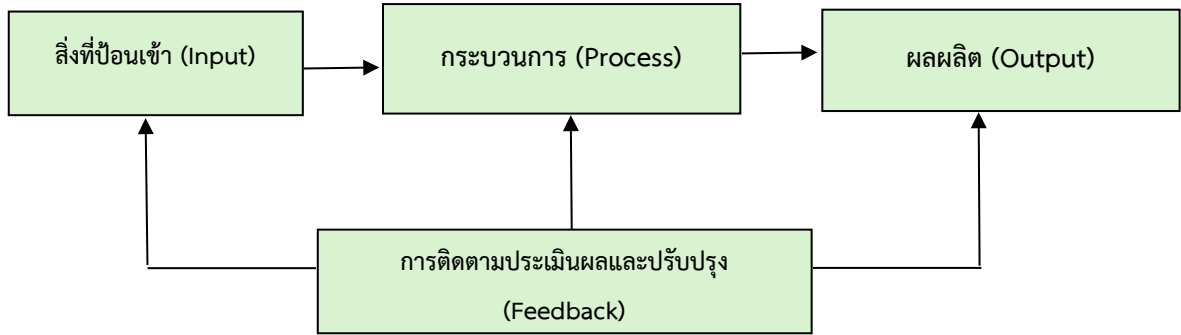 สิ่งที่ป้อนเข้า (Input)
กระบวนการ (Process)
ผลผลิต (Output)
การติดตามประเมินผลและปรับปรุง
(Feedback)